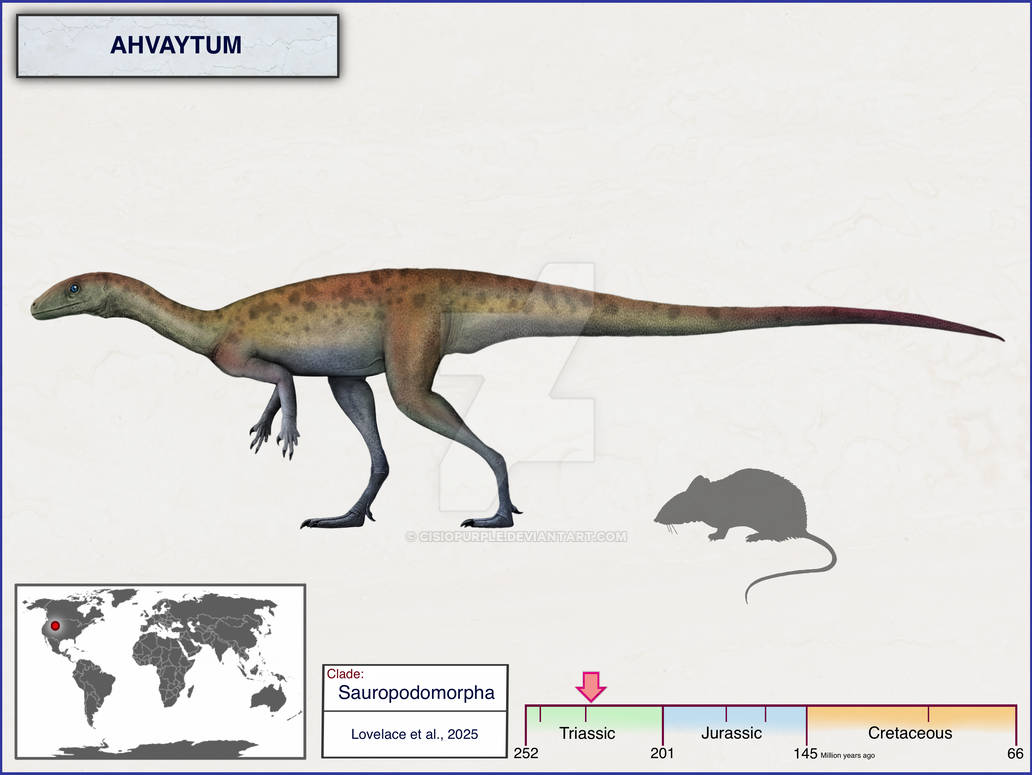 AHVAYTUM
© CISIOPURPLE.DEVIANTART.COM
Clade:
Sauropodomorpha
Lovelace et al., 2025
Triassic
Jurassic
Cretaceous
252
201
145 Million years ago
66